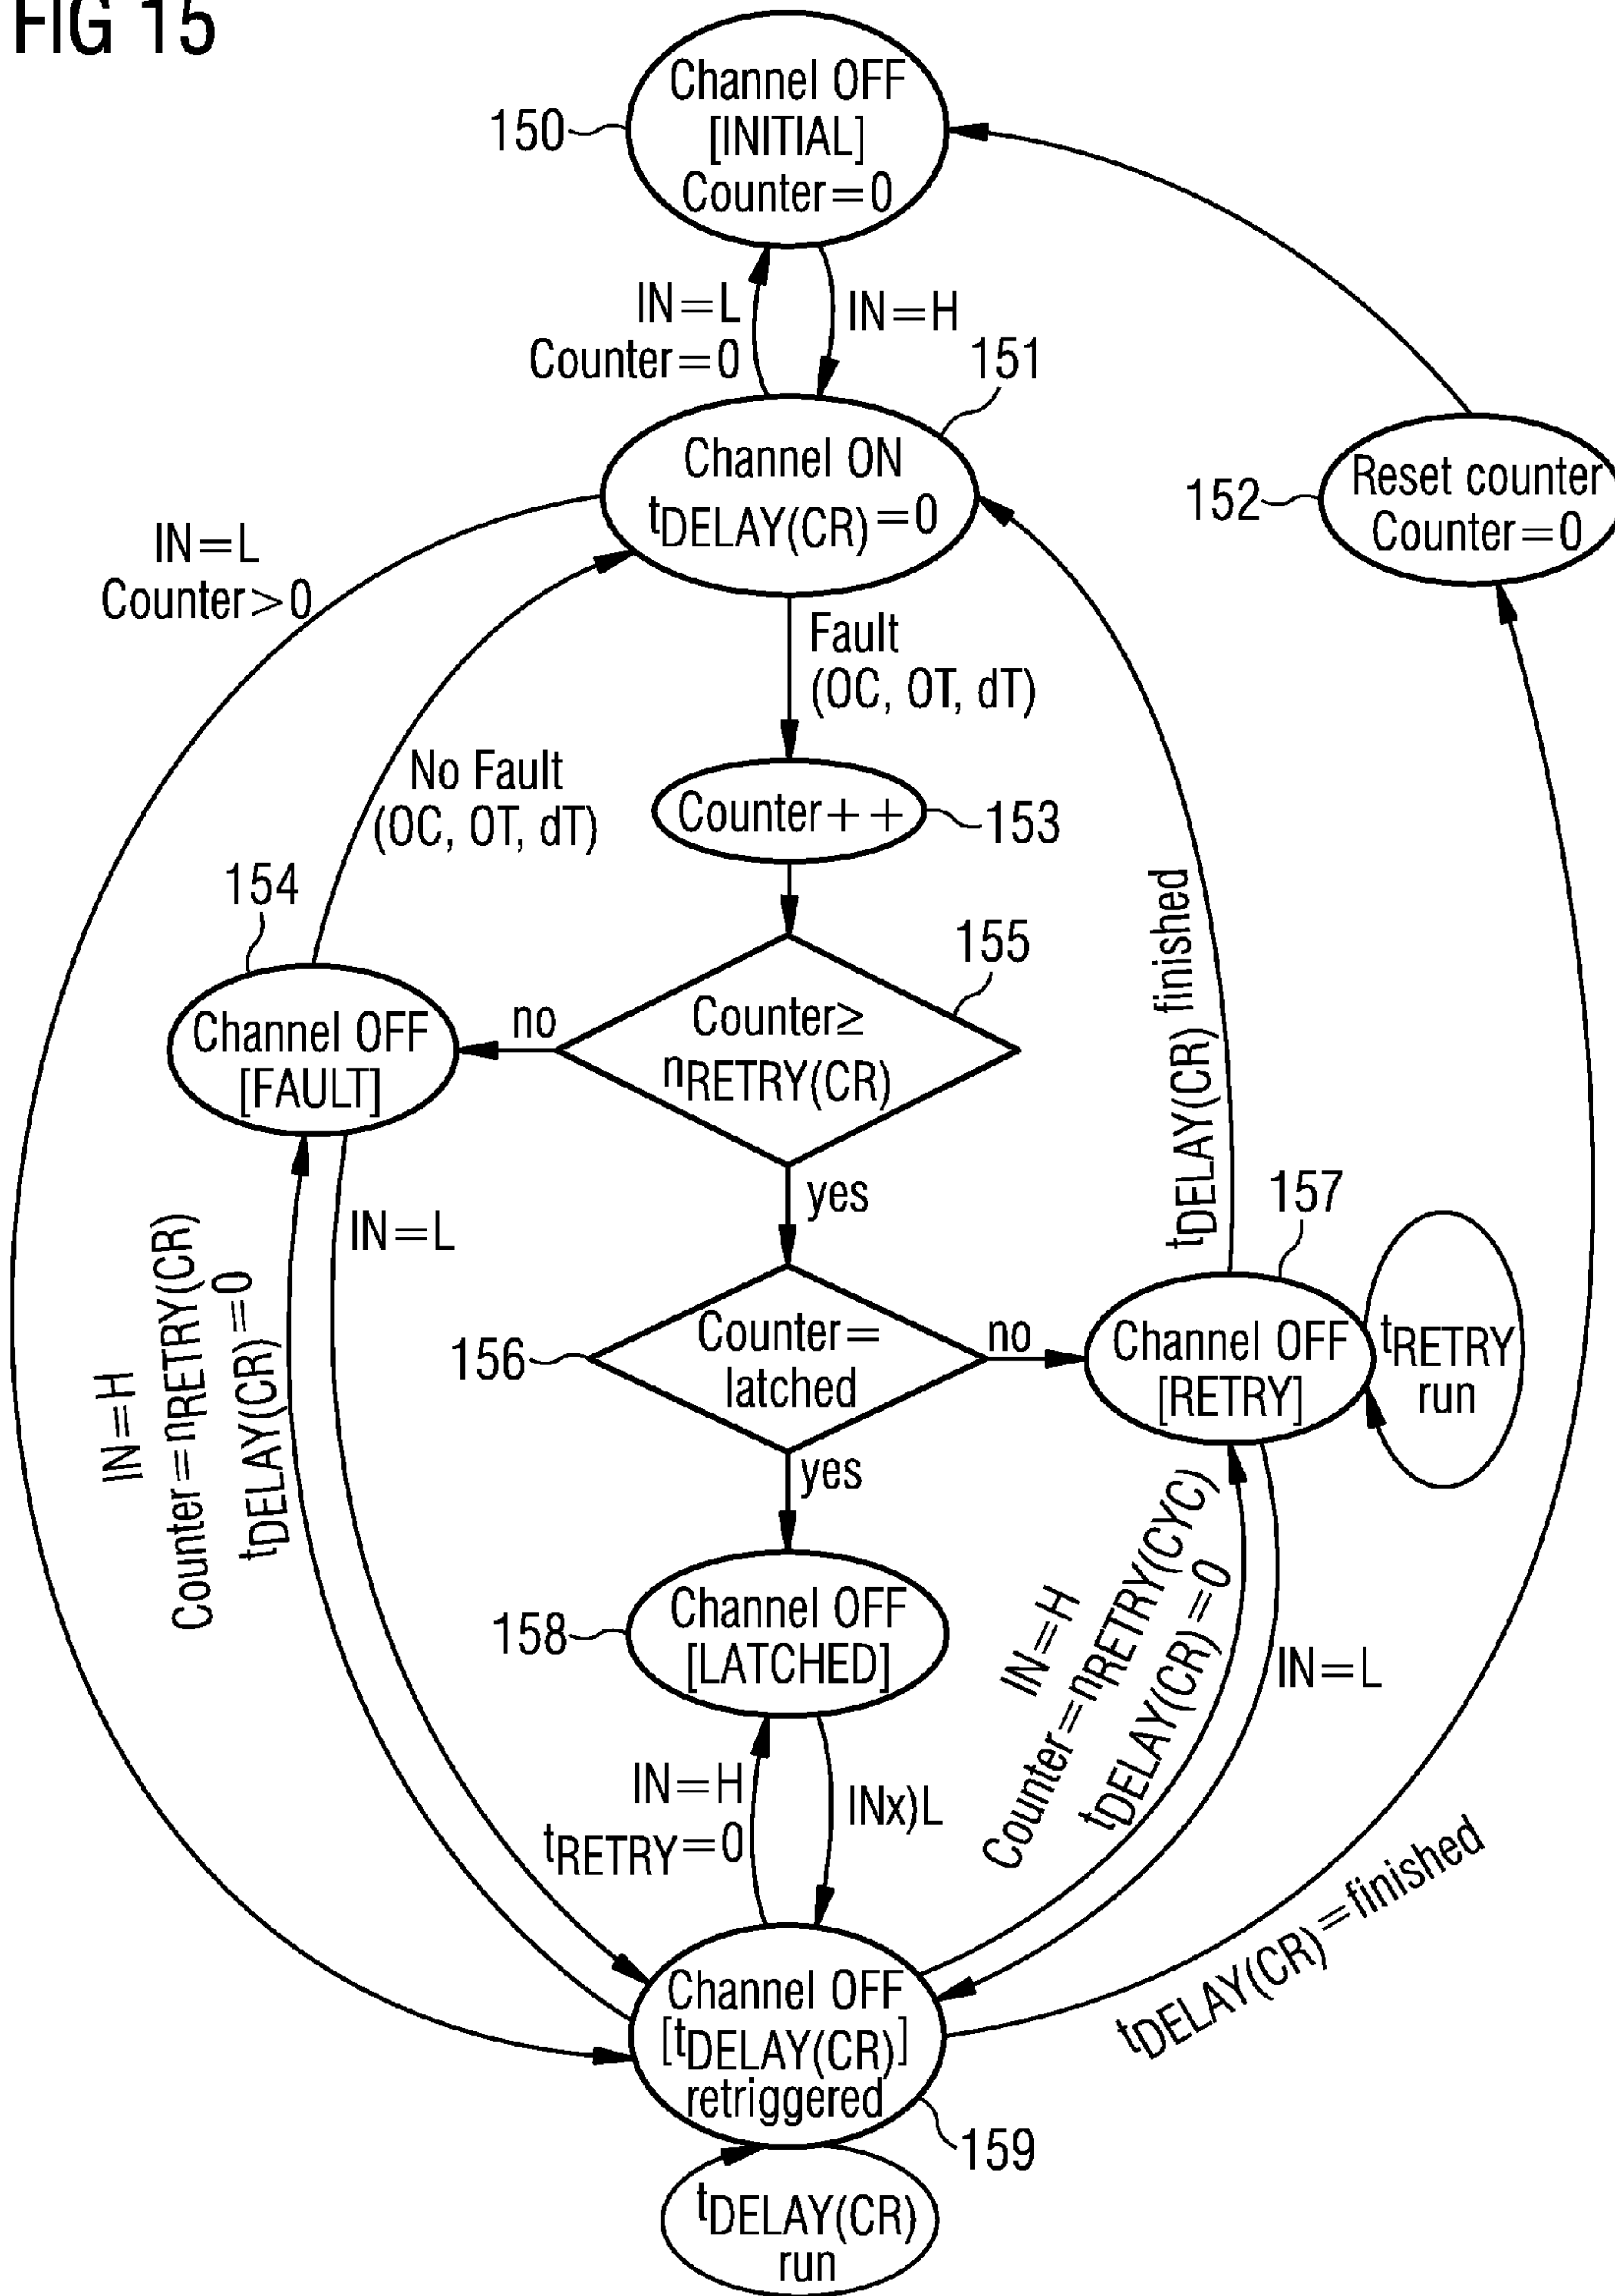 FIG 15
Channel OFF
[INITIAL]
Counter=0
150
IN=L
Counter=0
IN=H
151
Channel ON
tDELAY(CR)=0
152
Reset counter
Counter=0
IN=L
Counter>0
Fault
(OC, OT, dT)
No Fault
(OC, OT, dT)
Counter++
153
154
Channel OFF
[FAULT]
no
155
Counter≥
nRETRY(CR)
yes
tDELAY(CR) finished
IN=H
Counter=nRETRY(CR)
tDELAY(CR)=0
IN=L
156
Counter=
latched
no
157
Channel OFF
[RETRY]
tRETRY
run
yes
158
Channel OFF
[LATCHED]
IN=H
Counter=nRETRY(CYC)
tDELAY(CR)=0
IN=L
IN=H
tRETRY=0
INx)L
tDELAY(CR)=finished
Channel OFF
[tDELAY(CR)]
retriggered
159
tDELAY(CR)
run